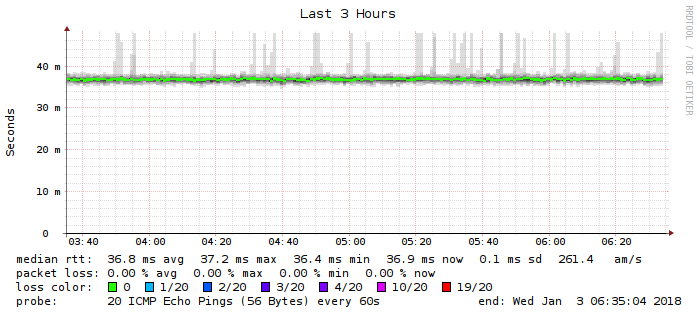 Last 3 Hours
RRDTOOL / TOBI OETIKER
Seconds
40 m
30 m
20 m
10 m
0
03:40 04:00 04:20 04:40 05:00 05:20 05:40 06:00 06:20
median rtt: 36.8 ms avg 37.2 ms max 36.4 ms min 36.9 ms now 0.1 ms sd 261.4 am/s
packet loss: 0.00 % avg 0.00 % max 0.00 % min 0.00 % now
loss color: 0 1/20 2/20 3/20 4/20 10/20 19/20
probe: 20 ICMP Echo Pings (56 Bytes) every 60s end: Wed Jan 3 06:35:04 2018